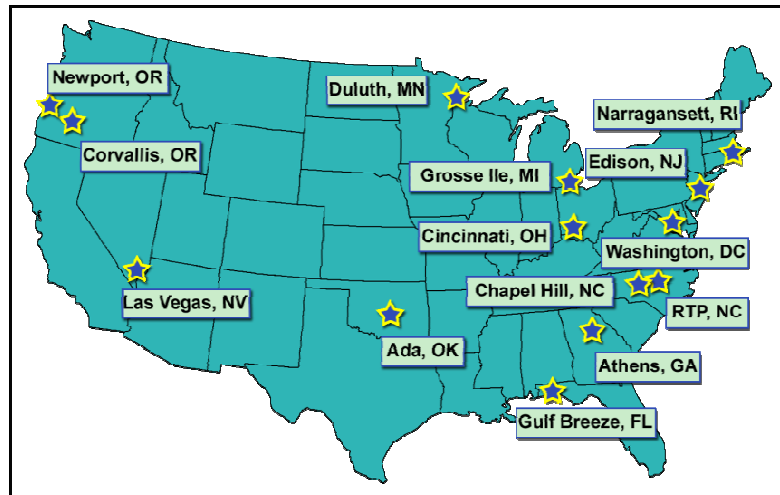 Newport, OR
Duluth, MN
Narragansett, RI
Corvallis, OR
Edison, NJ
Grosse Ile, MI
Cincinnati, OH
Washington, DC
Chapel Hill, NC
Las Vegas, NV
RTP, NC
Ada, OK
Athens, GA
Gulf Breeze, FL